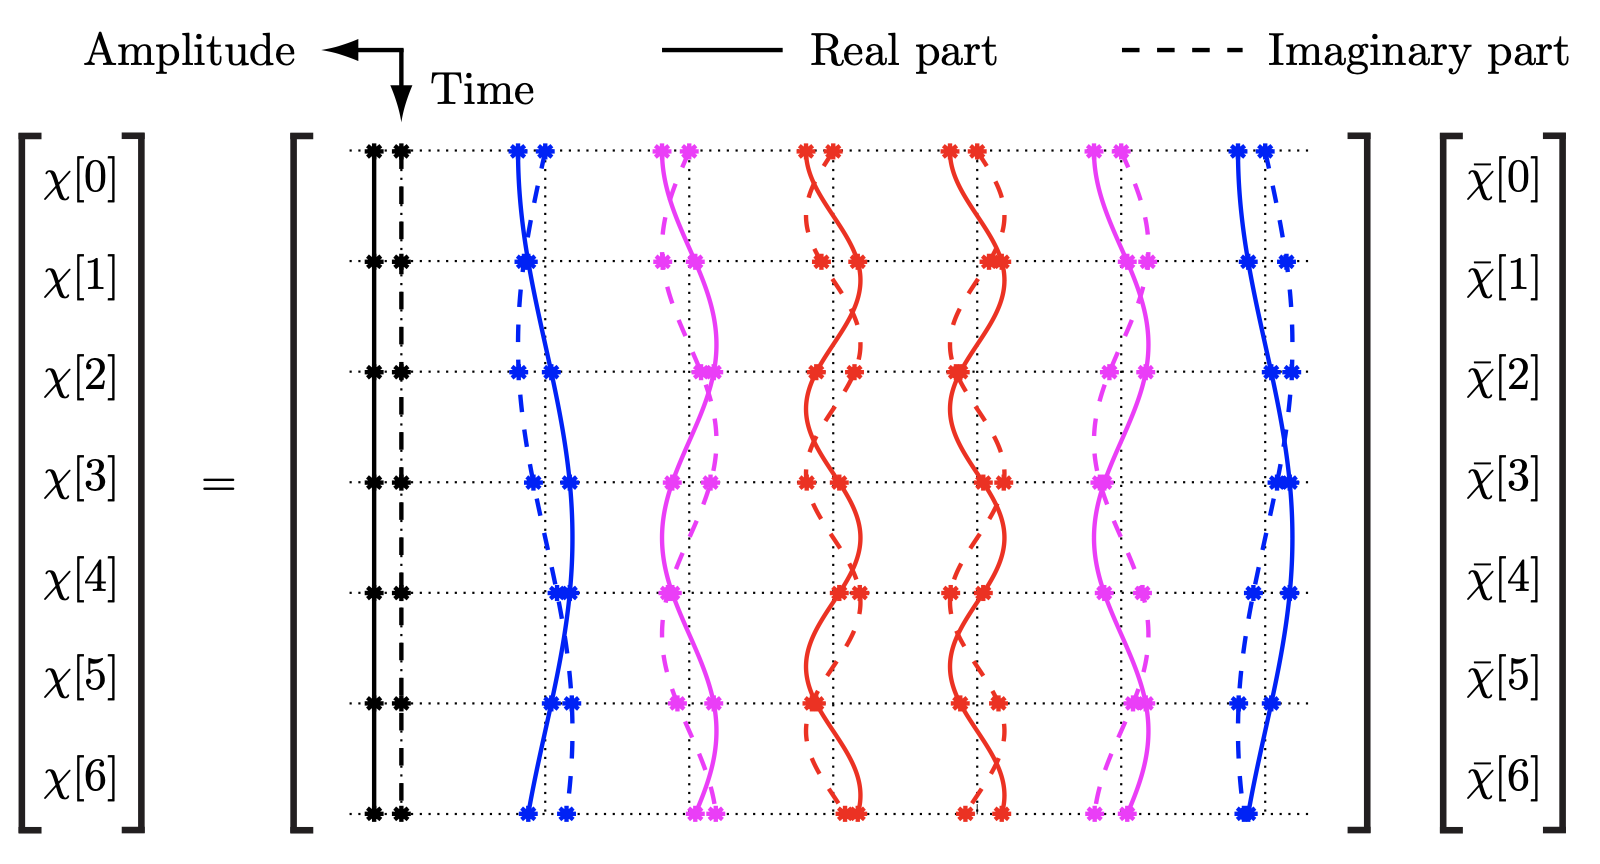 Amplitude
Real part
Imaginary part
Time
χ[0]
χ[1]
χ[2]
χ[3]
χ[4]
χ[5]
χ[6]
=
χ̄[0]
χ̄[1]
χ̄[2]
χ̄[3]
χ̄[4]
χ̄[5]
χ̄[6]